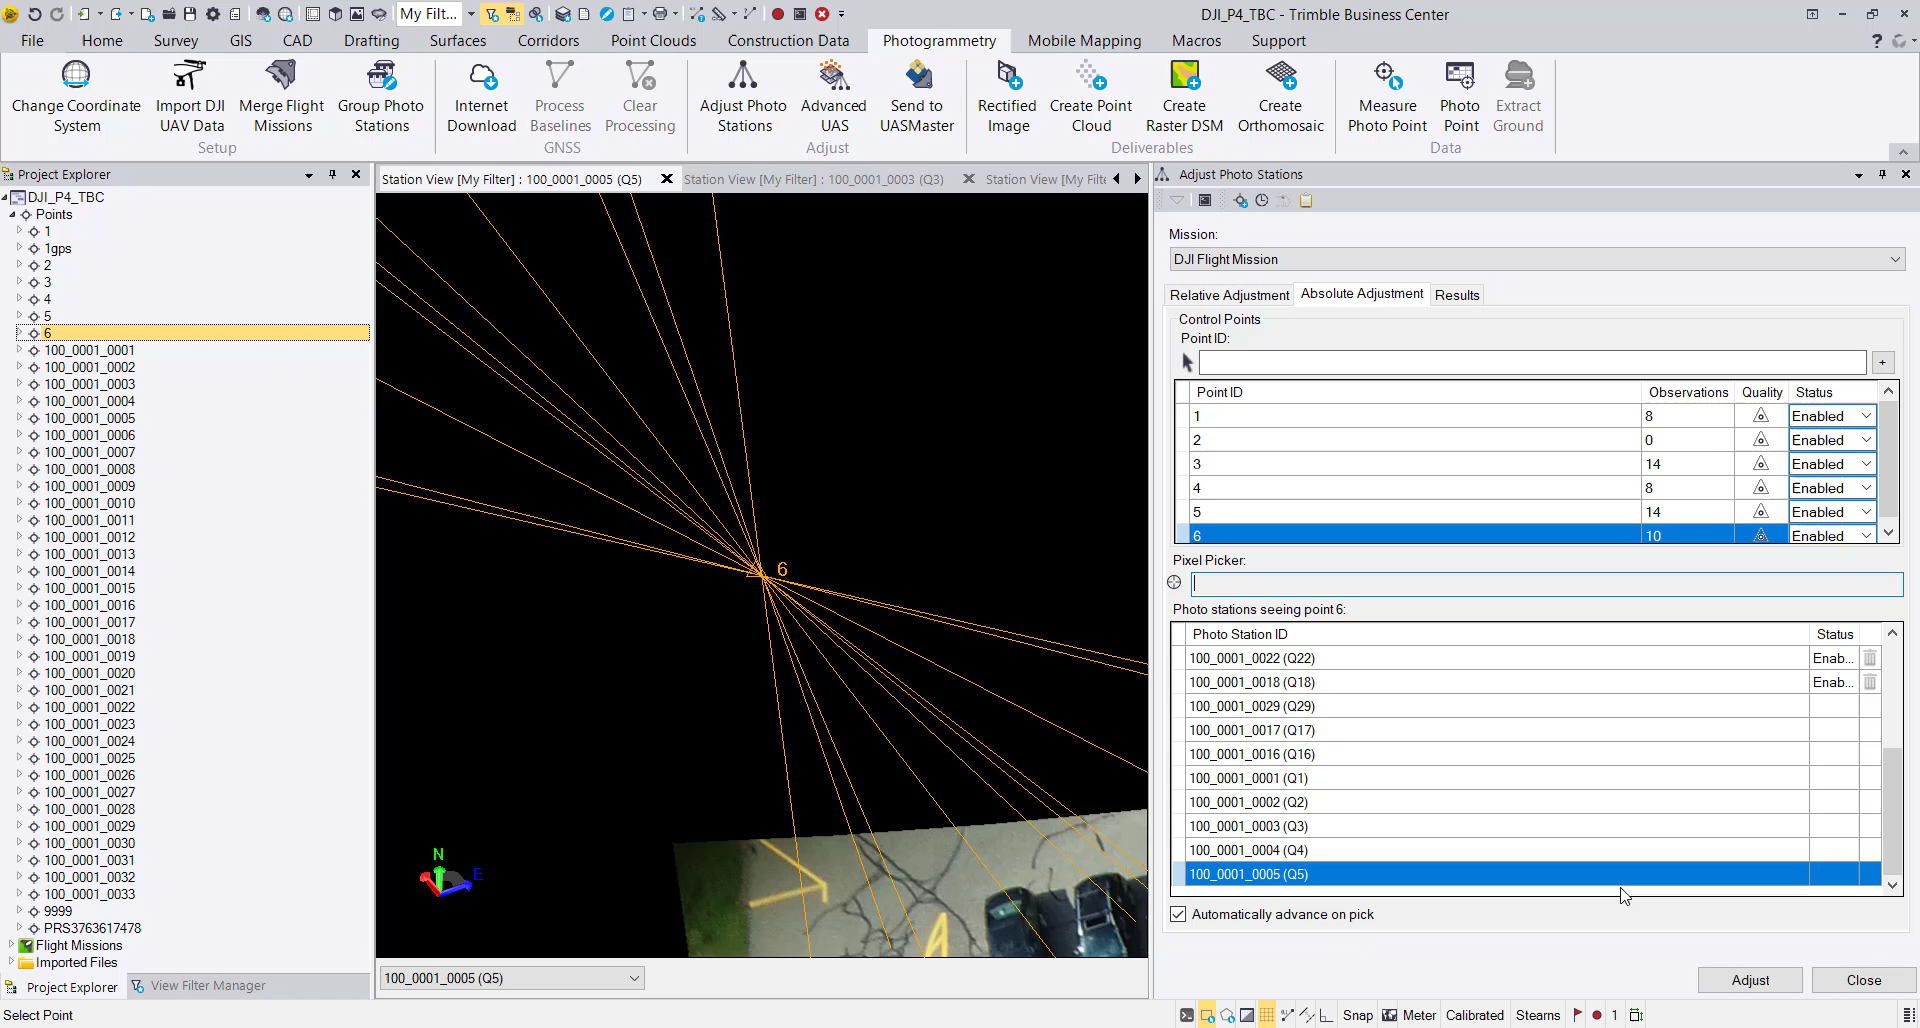 My Filt...
DJI_P4_TBC - Trimble Business Center
File Home Survey GIS CAD Drafting Surfaces Corridors Point Clouds Construction Data Photogrammetry Mobile Mapping Macros Support
Change Coordinate System
Import DJI UAV Data
Merge Flight Missions
Group Photo Stations
Setup
Internet Download
Process Baselines
Clear Processing
GNSS
Adjust Photo Stations
Advanced UAS
Send to UASMaster
Adjust
Rectified Image
Create Point Cloud
Create Raster DSM
Create Orthomosaic
Deliverables
Measure Photo Point
Photo Point
Extract Ground
Data
Project Explorer
DJI_P4_TBC
Points
1
1gps
2
3
4
5
6
100_0001_0001
100_0001_0002
100_0001_0003
100_0001_0004
100_0001_0005
100_0001_0006
100_0001_0007
100_0001_0008
100_0001_0009
100_0001_0010
100_0001_0011
100_0001_0012
100_0001_0013
100_0001_0014
100_0001_0015
100_0001_0016
100_0001_0017
100_0001_0018
100_0001_0019
100_0001_0020
100_0001_0021
100_0001_0022
100_0001_0023
100_0001_0024
100_0001_0025
100_0001_0026
100_0001_0027
100_0001_0028
100_0001_0029
100_0001_0030
100_0001_0031
100_0001_0032
100_0001_0033
9999
PRS3763617478
Flight Missions
Imported Files
Project Explorer View Filter Manager
Station View [My Filter] : 100_0001_0005 (Q5)
Station View [My Filter] : 100_0001_0003 (Q3)
Station View [My Filte
6
N
E
100_0001_0005 (Q5)
Adjust Photo Stations
Mission:
DJI Flight Mission
Relative Adjustment Absolute Adjustment Results
Control Points
Point ID:
+
Point ID Observations Quality Status
1 8 Enabled
2 0 Enabled
3 14 Enabled
4 8 Enabled
5 14 Enabled
6 10 Enabled
Pixel Picker:
Photo stations seeing point 6:
Photo Station ID Status
100_0001_0022 (Q22) Enab...
100_0001_0018 (Q18) Enab...
100_0001_0029 (Q29)
100_0001_0017 (Q17)
100_0001_0016 (Q16)
100_0001_0001 (Q1)
100_0001_0002 (Q2)
100_0001_0003 (Q3)
100_0001_0004 (Q4)
100_0001_0005 (Q5)
Automatically advance on pick
Adjust Close
Select Point
Snap Meter Calibrated Stearns 1